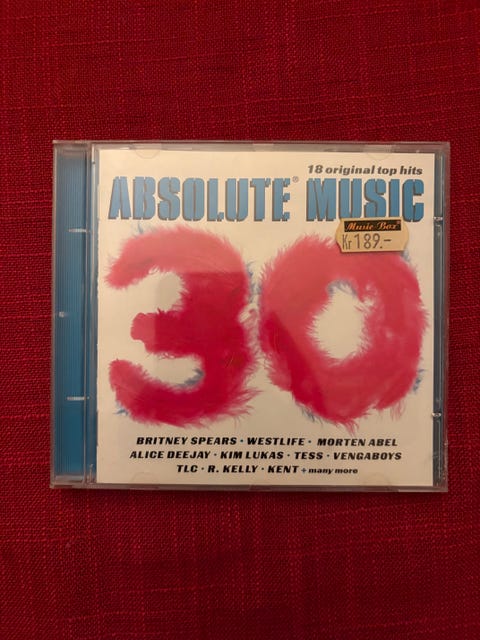 18 original top hits
ABSOLUTE® MUSIC
Music-Box®
Kr 189.-
30
BRITNEY SPEARS · WESTLIFE · MORTEN ABEL
ALICE DEEJAY · KIM LUKAS · TESS · VENGABOYS
TLC · R. KELLY · KENT + many more